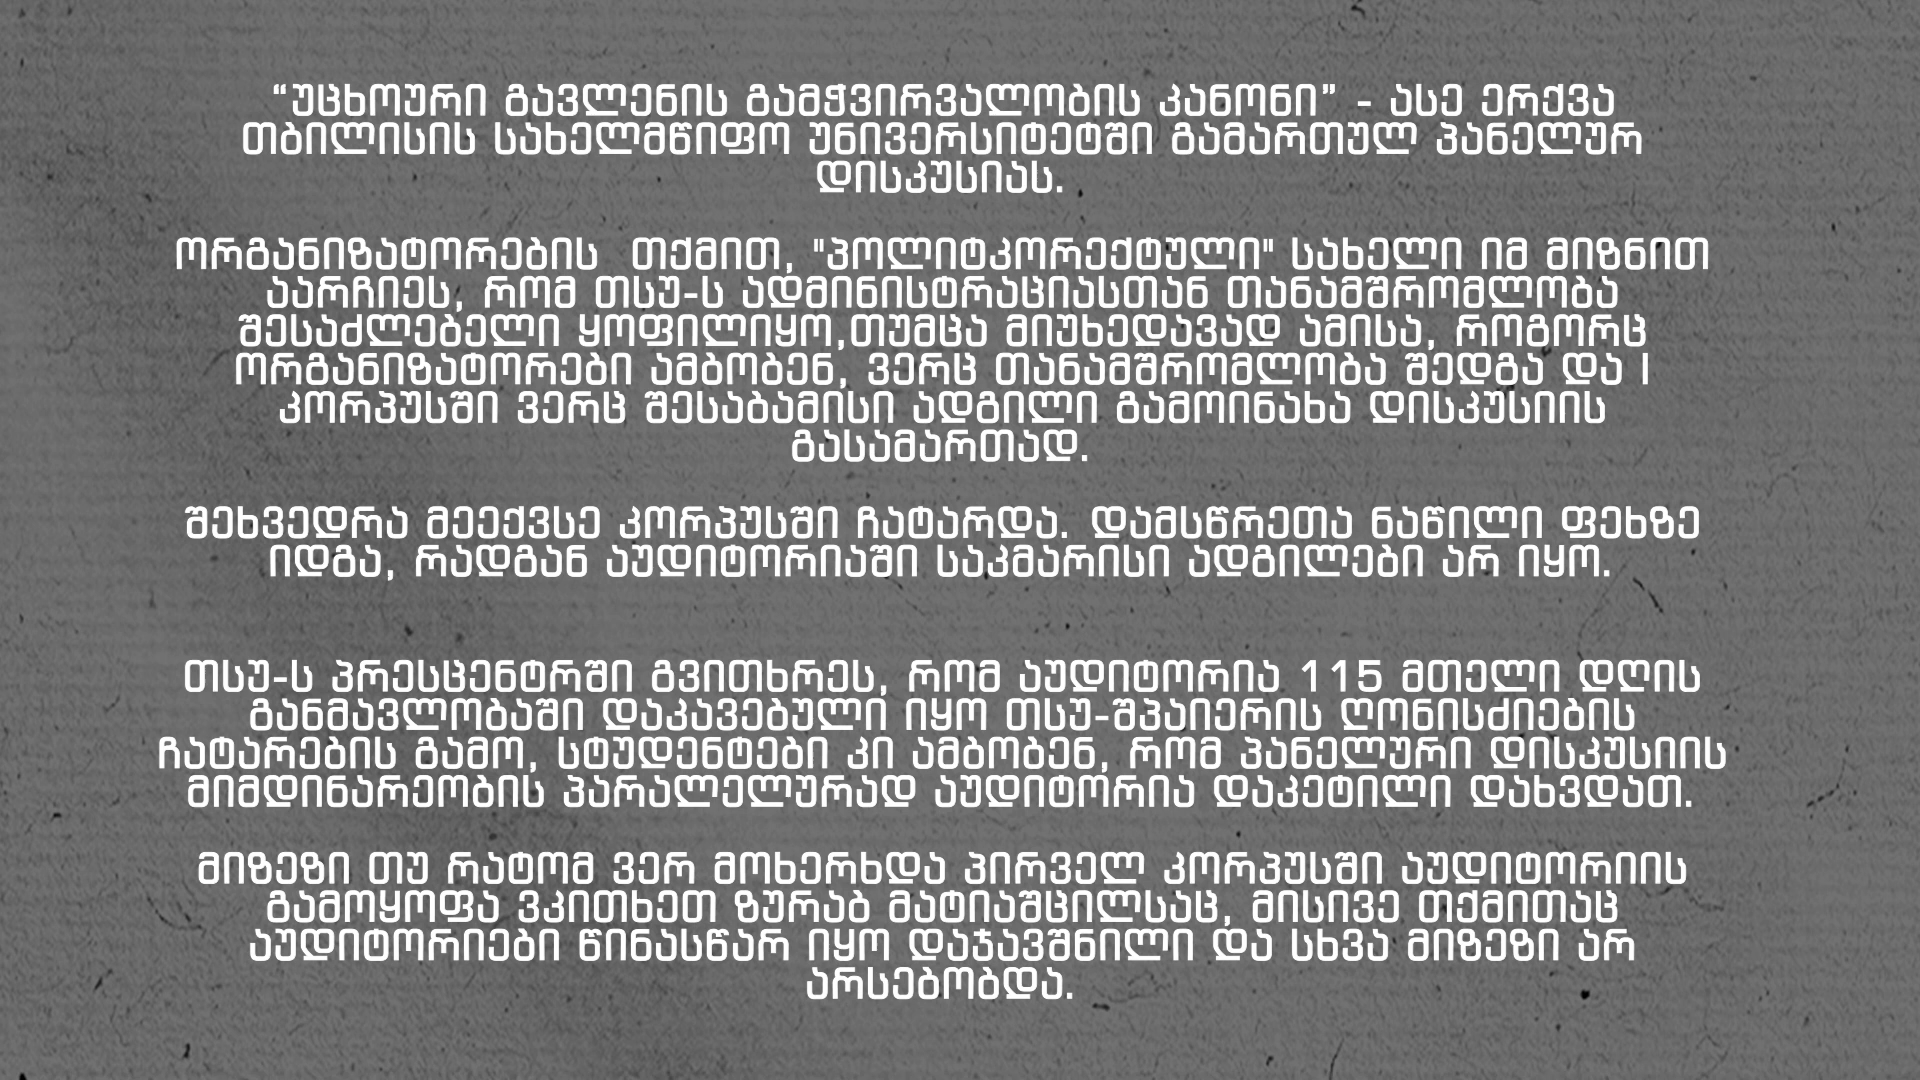 “უცხოური გავლენის გამჭვირვალობის კანონი” - ასე ერქვა
თბილისის სახელმწიფო უნივერსიტეტში გამართულ პანელურ
დისკუსიას.
ორგანიზატორების თქმით, "პოლიტკორექტული" სახელი იმ მიზნით
აარჩიეს, რომ თსუ-ს ადმინისტრაციასთან თანამშრომლობა
შესაძლებელი ყოფილიყო,თუმცა მიუხედავად ამისა, როგორც
ორგანიზატორები ამბობენ, ვერც თანამშრომლობა შედგა და I
კორპუსში ვერც შესაბამისი ადგილი გამოინახა დისკუსიის
გასამართად.
შეხვედრა მეექვსე კორპუსში ჩატარდა. დამსწრეთა ნაწილი ფეხზე
იდგა, რადგან აუდიტორიაში საკმარისი ადგილები არ იყო.
თსუ-ს პრესცენტრში გვითხრეს, რომ აუდიტორია 115 მთელი დღის
განმავლობაში დაკავებული იყო თსუ-შპაიერის ღონისძიების
ჩატარების გამო, სტუდენტები კი ამბობენ, რომ პანელური დისკუსიის
მიმდინარეობის პარალელურად აუდიტორია დაკეტილი დახვდათ.
მიზეზი თუ რატომ ვერ მოხერხდა პირველ კორპუსში აუდიტორიის
გამოყოფა ვკითხეთ ზურაბ მატიაშცილსაც, მისივე თქმითაც
აუდიტორიები წინასწარ იყო დაჯავშნილი და სხვა მიზეზი არ
არსებობდა.